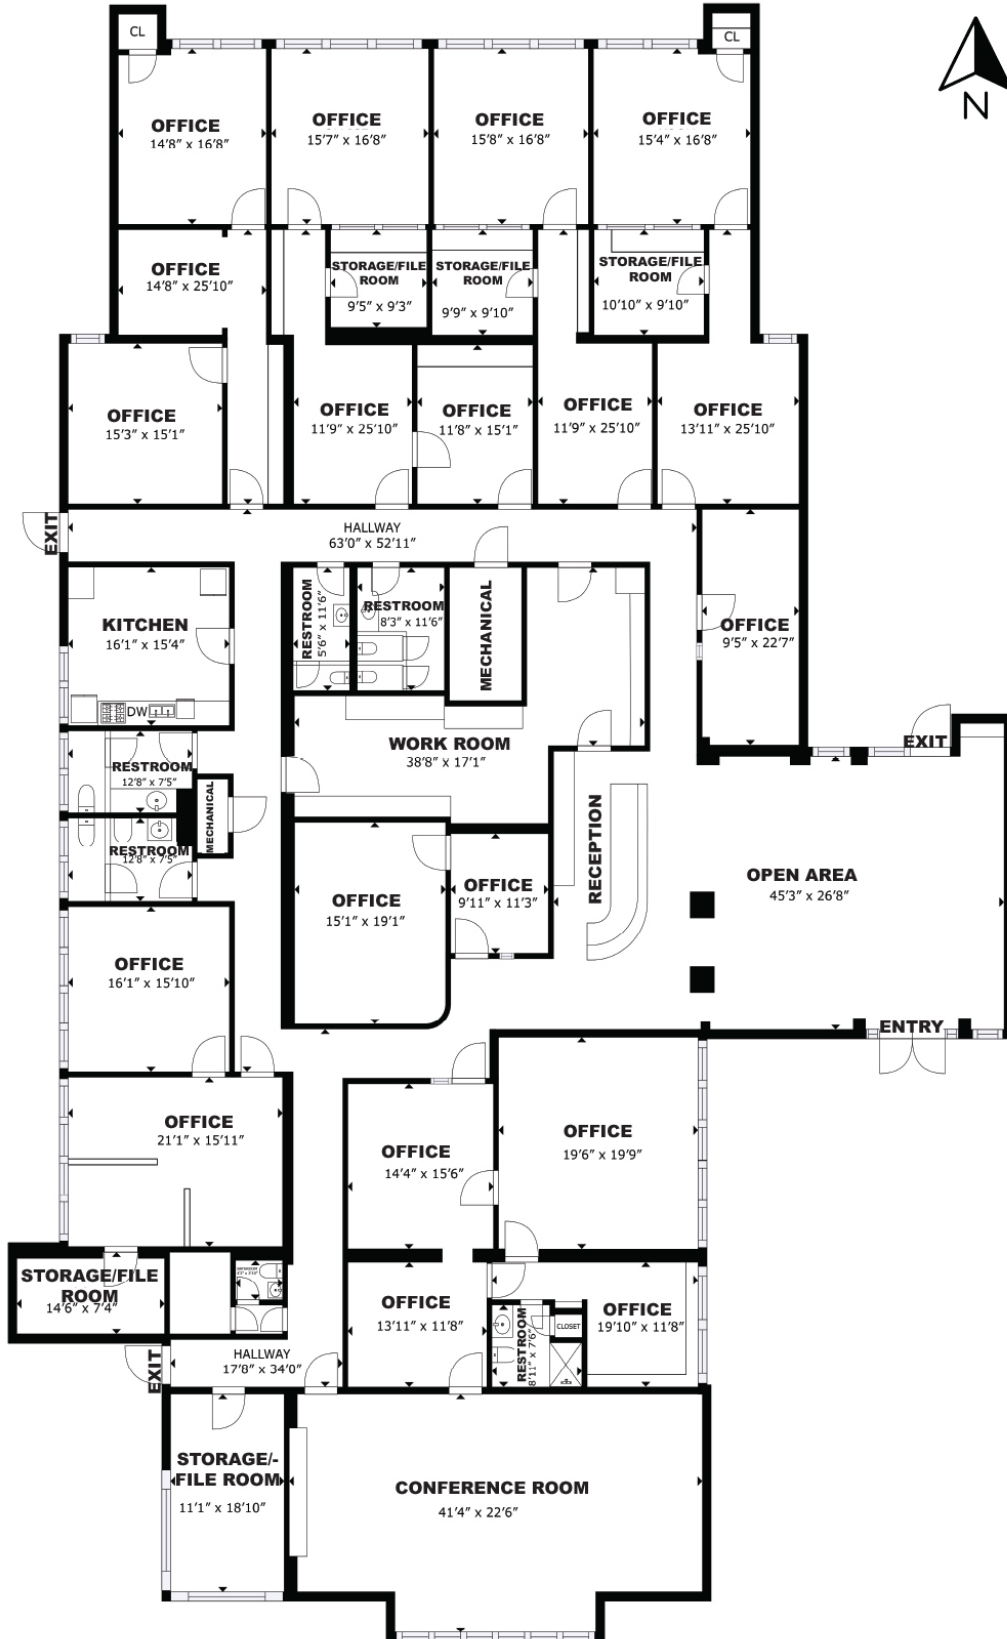 CL
CL
N
OFFICE
14'8" x 16'8"
OFFICE
15'7" x 16'8"
OFFICE
15'8" x 16'8"
OFFICE
15'4" x 16'8"
OFFICE
14'8" x 25'10"
STORAGE/FILE
ROOM
9'5" x 9'3"
STORAGE/FILE
ROOM
9'9" x 9'10"
STORAGE/FILE
ROOM
10'10" x 9'10"
OFFICE
15'3" x 15'1"
OFFICE
11'9" x 25'10"
OFFICE
11'8" x 15'1"
OFFICE
11'9" x 25'10"
OFFICE
13'11" x 25'10"
EXIT
HALLWAY
63'0" x 52'11"
KITCHEN
16'1" x 15'4"
DW
RESTROOM
5'6" x 11'6"
RESTROOM
8'3" x 11'6"
MECHANICAL
OFFICE
9'5" x 22'7"
WORK ROOM
38'8" x 17'1"
EXIT
RESTROOM
12'8" x 7'5"
MECHANICAL
RESTROOM
12'8" x 7'5"
OFFICE
15'1" x 19'1"
OFFICE
9'11" x 11'3"
RECEPTION
OPEN AREA
45'3" x 26'8"
OFFICE
16'1" x 15'10"
ENTRY
OFFICE
21'1" x 15'11"
OFFICE
14'4" x 15'6"
OFFICE
19'6" x 19'9"
STORAGE/FILE
ROOM
14'6" x 7'4"
OFFICE
13'11" x 11'8"
RESTROOM
8'11" x 7'6"
CLOSET
OFFICE
19'10" x 11'8"
EXIT
HALLWAY
17'8" x 34'0"
STORAGE/-
FILE ROOM
11'1" x 18'10"
CONFERENCE ROOM
41'4" x 22'6"